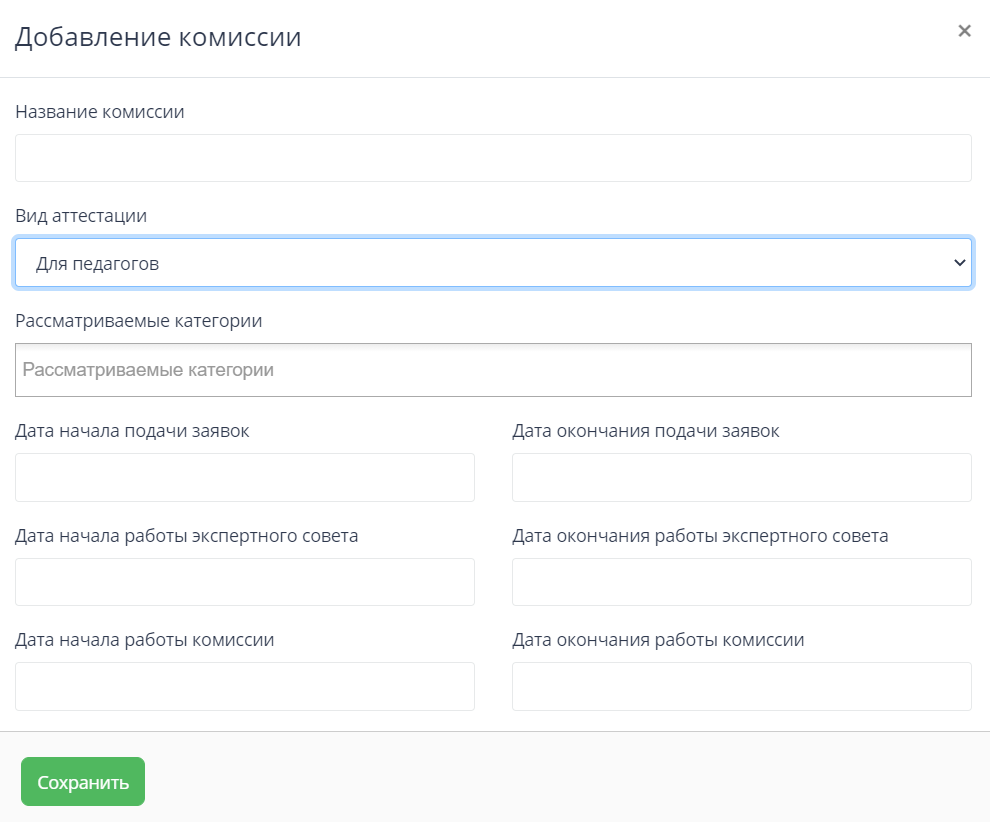 Добавление комиссии ×
Название комиссии
Вид аттестации
Для педагогов
Рассматриваемые категории
Рассматриваемые категории
Дата начала подачи заявок Дата окончания подачи заявок
Дата начала работы экспертного совета Дата окончания работы экспертного совета
Дата начала работы комиссии Дата окончания работы комиссии
Сохранить